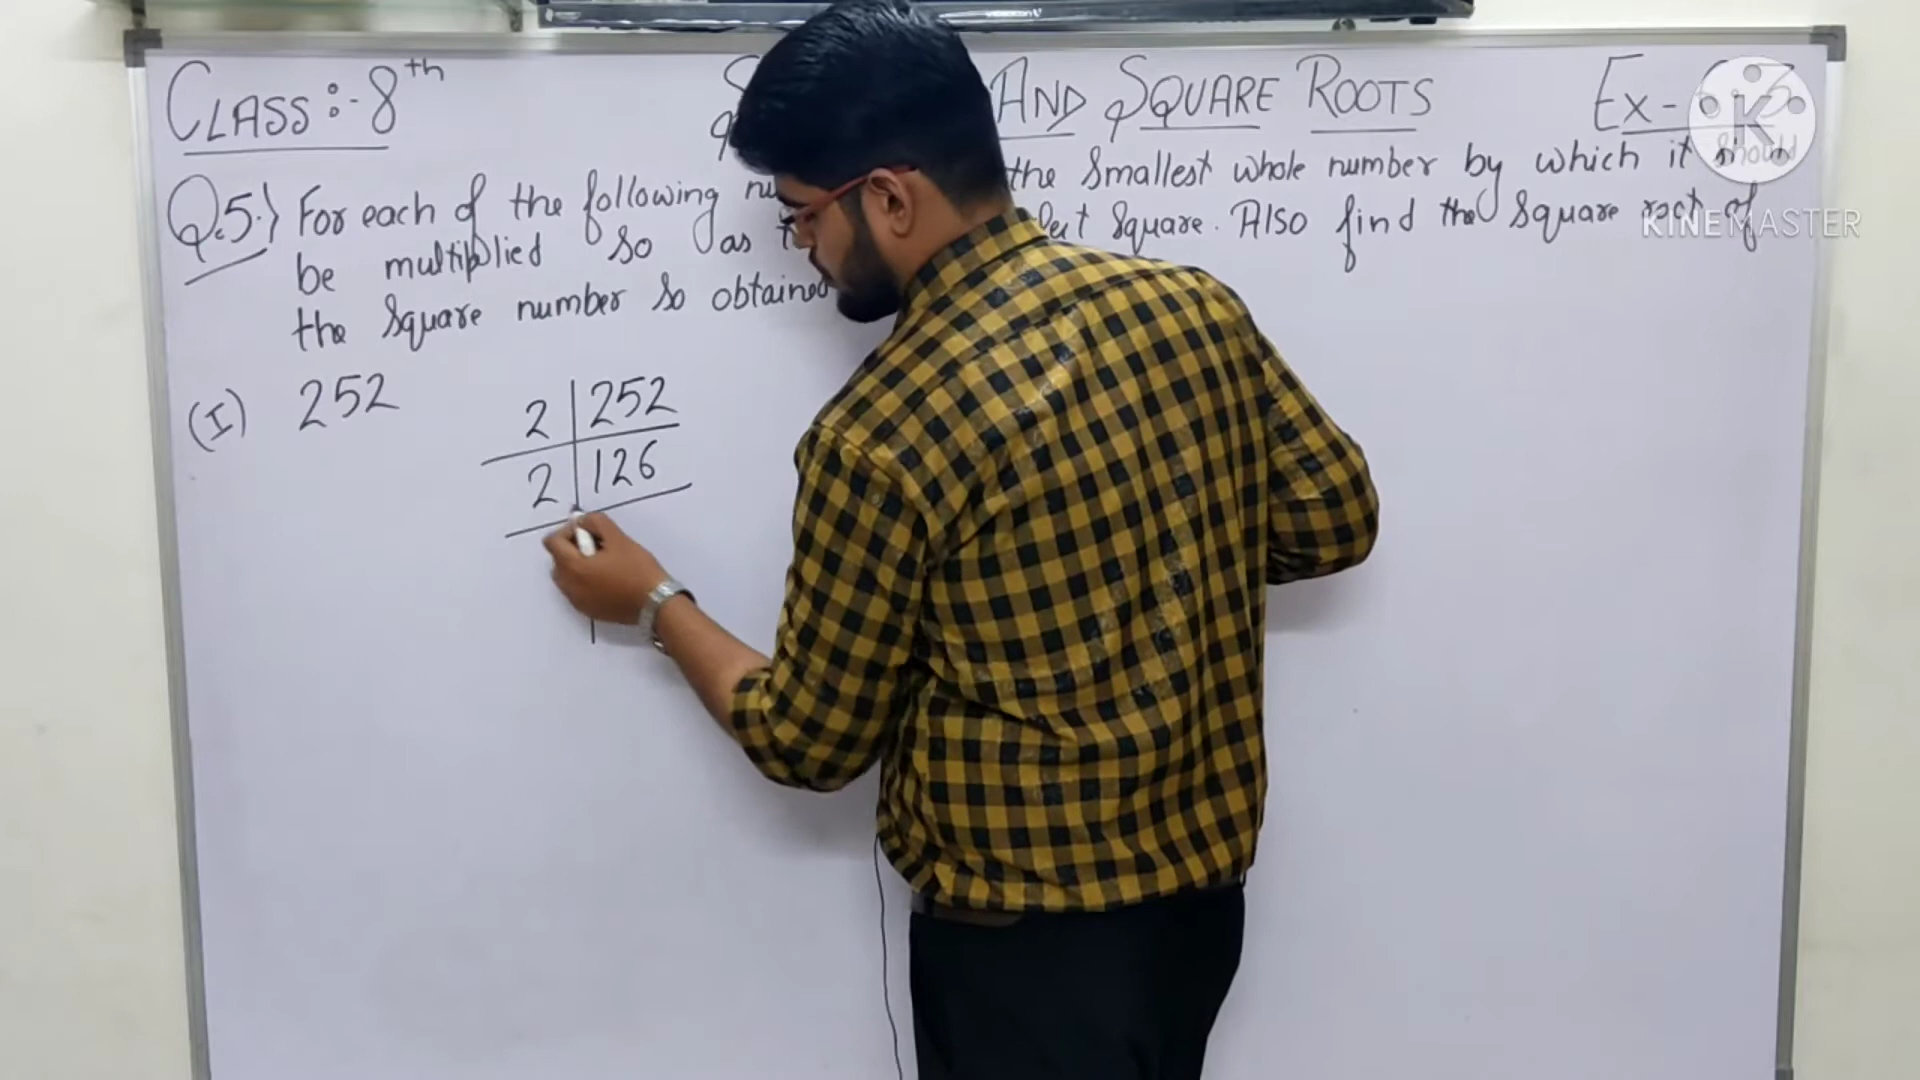 CLASS:-8th AND SQUARE ROOTS Ex-
Q.5.) For each of the following the smallest whole number by which it should
be multiplied so as square. Also find the square root of
the square number so obtained
(I) 252
2 252
2 126
KINEMASTER